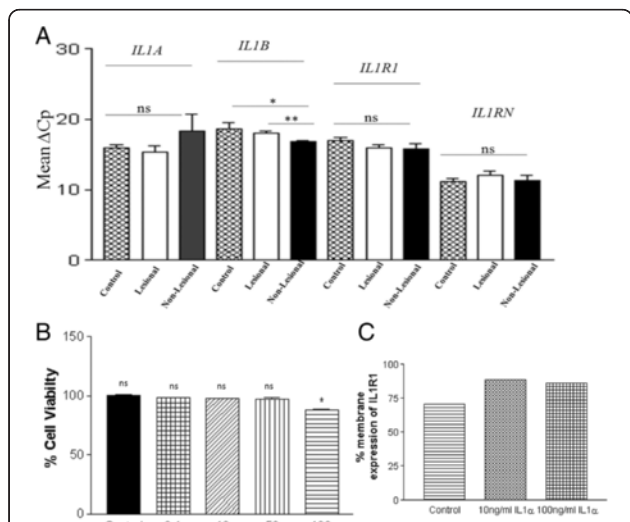 A
30
20
10
0
Mean ΔCp
IL1A
IL1B
IL1R1
IL1RN
ns
*
**
ns
ns
Control
Lesional
Non-Lesional
Control
Lesional
Non-Lesional
Control
Lesional
Non-Lesional
Control
Lesional
Non-Lesional
B
150
100
50
0
% Cell Viabilty
ns
ns
ns
ns
*
C
100
75
50
25
0
% membrane
expression of IL1R1
Control
10ng/ml IL1α
100ng/ml IL1α